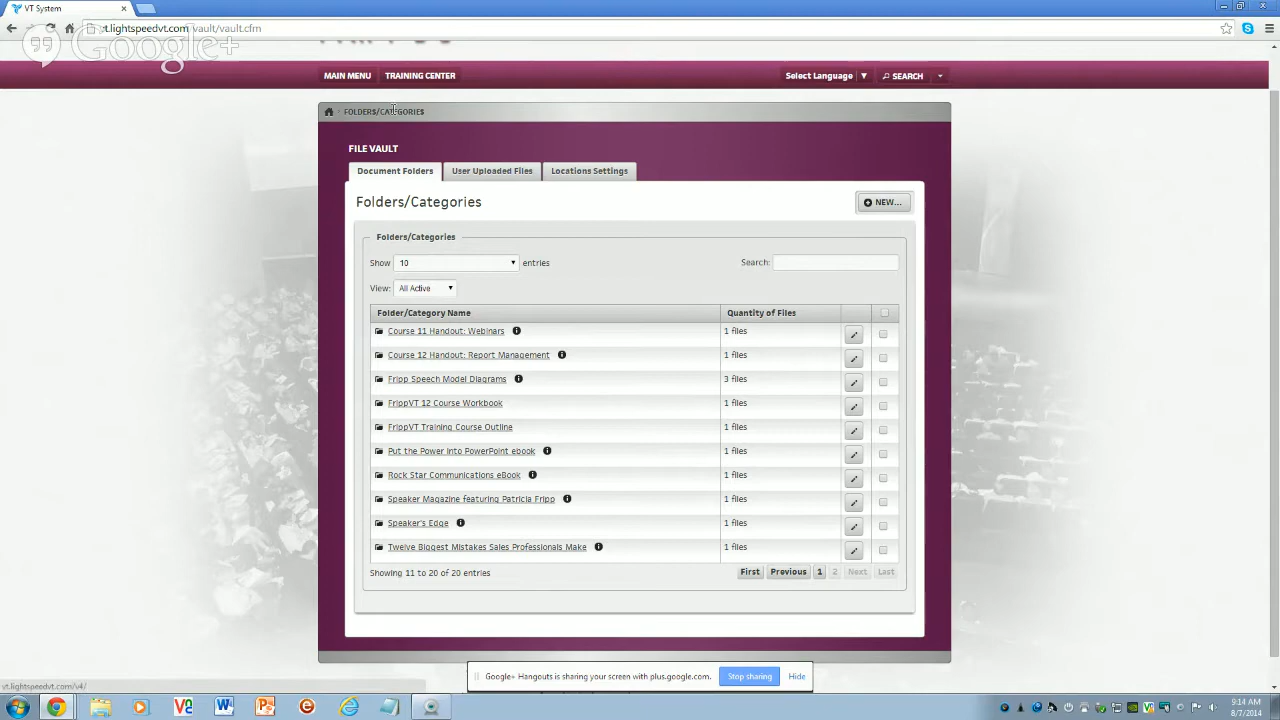 VT System
vt.lightspeedvt.com/vault/vault.cfm
Google+
MAIN MENU TRAINING CENTER Select Language ▼ SEARCH
FOLDERS/CATEGORIES
FILE VAULT
Document Folders User Uploaded Files Locations Settings
Folders/Categories NEW...
Folders/Categories
Show 10 entries Search:
View: All Active
Folder/Category Name Quantity of Files
Course 11 Handout: Webinars 1 files
Course 12 Handout: Report Management 1 files
Fripp Speech Model Diagrams 3 files
FrippVT 12 Course Workbook 1 files
FrippVT Training Course Outline 1 files
Put the Power into PowerPoint ebook 1 files
Rock Star Communications eBook 1 files
Speaker Magazine featuring Patricia Fripp 1 files
Speaker's Edge 1 files
Twelve Biggest Mistakes Sales Professionals Make 1 files
Showing 11 to 20 of 20 entries First Previous 1 2 Next Last
Google+ Hangouts is sharing your screen with plus.google.com. Stop sharing Hide
vt.lightspeedvt.com/v4/
9:14 AM
8/7/2014